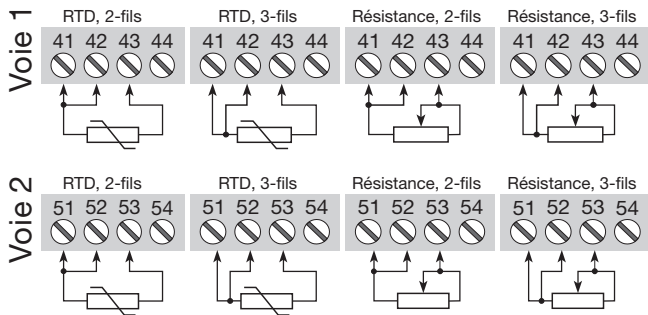 Voie 1
RTD, 2-fils
41 42 43 44
RTD, 3-fils
41 42 43 44
Résistance, 2-fils
41 42 43 44
Résistance, 3-fils
41 42 43 44
Voie 2
RTD, 2-fils
51 52 53 54
RTD, 3-fils
51 52 53 54
Résistance, 2-fils
51 52 53 54
Résistance, 3-fils
51 52 53 54